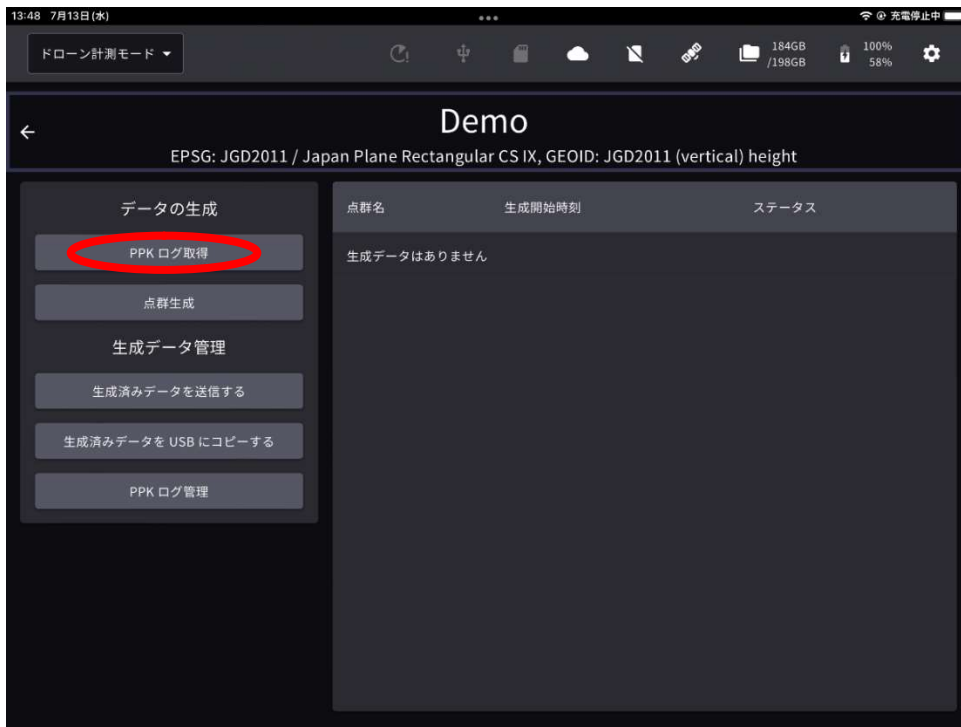 13:48 7月13日(水)
充電停止中
ドローン計測モード
184GB
/198GB
100%
58%
Demo
EPSG: JGD2011 / Japan Plane Rectangular CS IX, GEOID: JGD2011 (vertical) height
データの生成
PPK ログ取得
点群生成
生成データ管理
生成済みデータを送信する
生成済みデータを USB にコピーする
PPK ログ管理
点群名 生成開始時刻 ステータス
生成データはありません